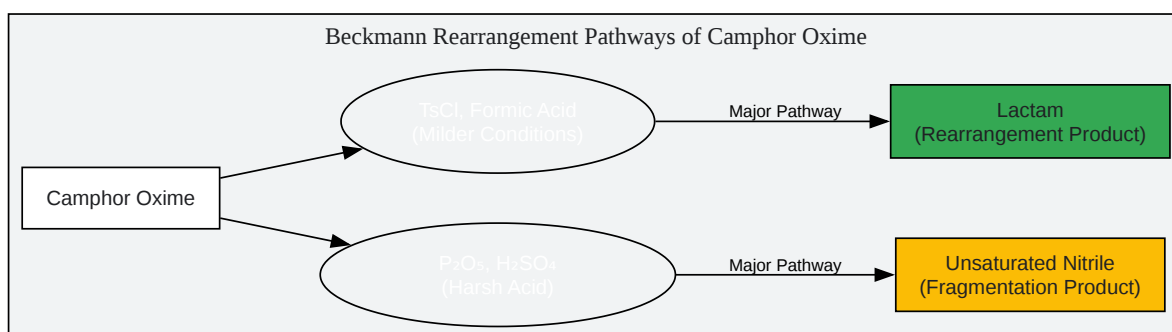 Beckmann Rearrangement Pathways of Camphor Oxime
TsCl, Formic Acid
(Milder Conditions)
Major Pathway
Lactam
(Rearrangement Product)
Camphor Oxime
P₂O₅, H₂SO₄
(Harsh Acid)
Major Pathway
Unsaturated Nitrile
(Fragmentation Product)